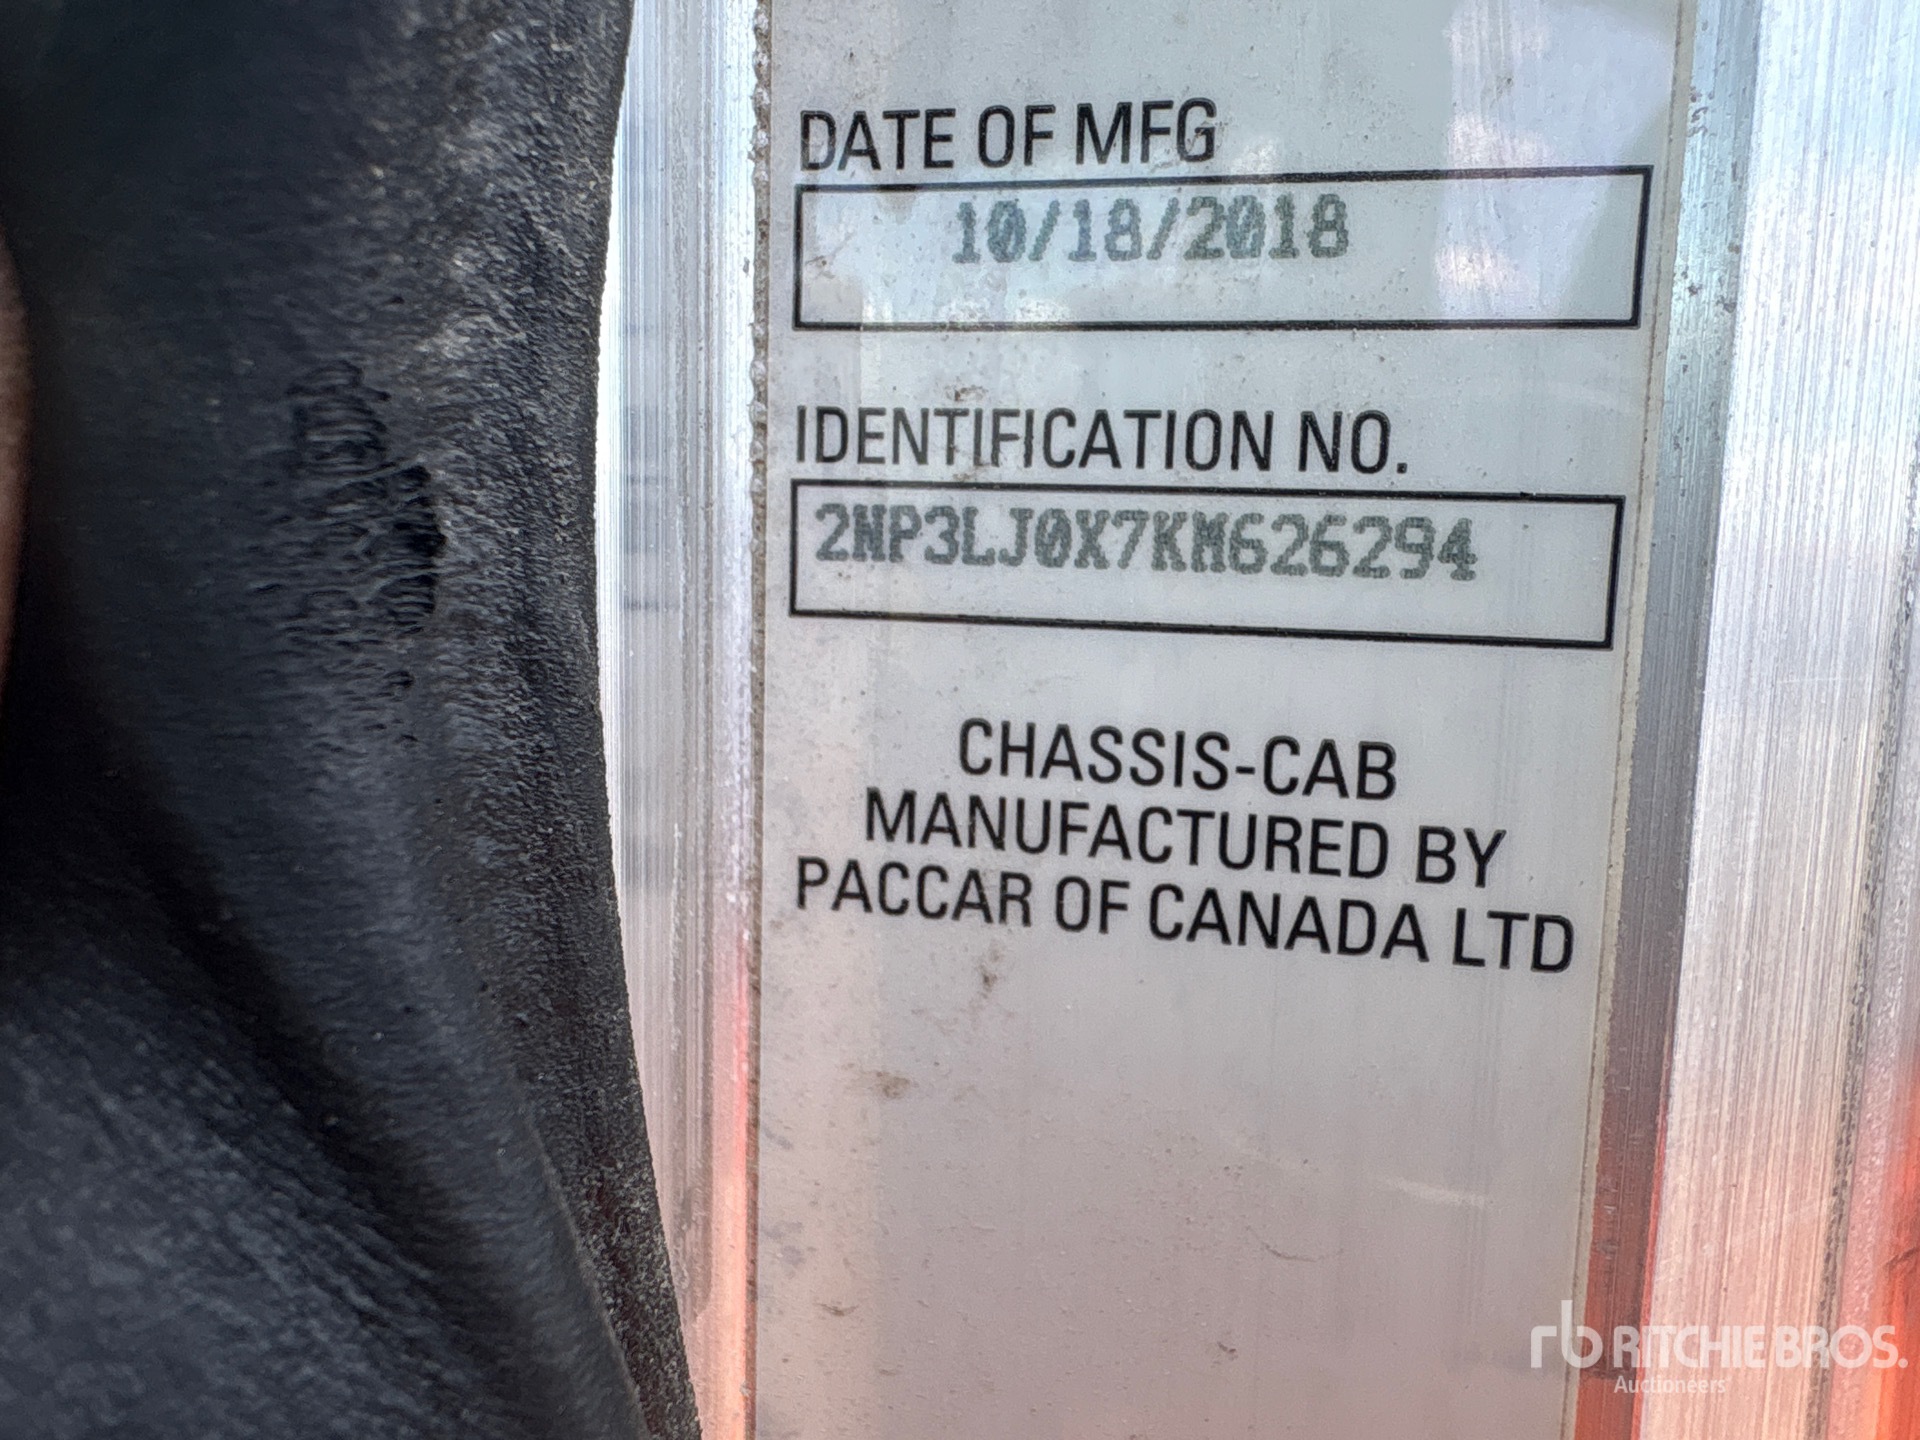 DATE OF MFG
10/18/2018
IDENTIFICATION NO.
2NP3LJ0X7KM626294
CHASSIS-CAB
MANUFACTURED BY
PACCAR OF CANADA LTD
rb RITCHIE BROS.
Auctioneers